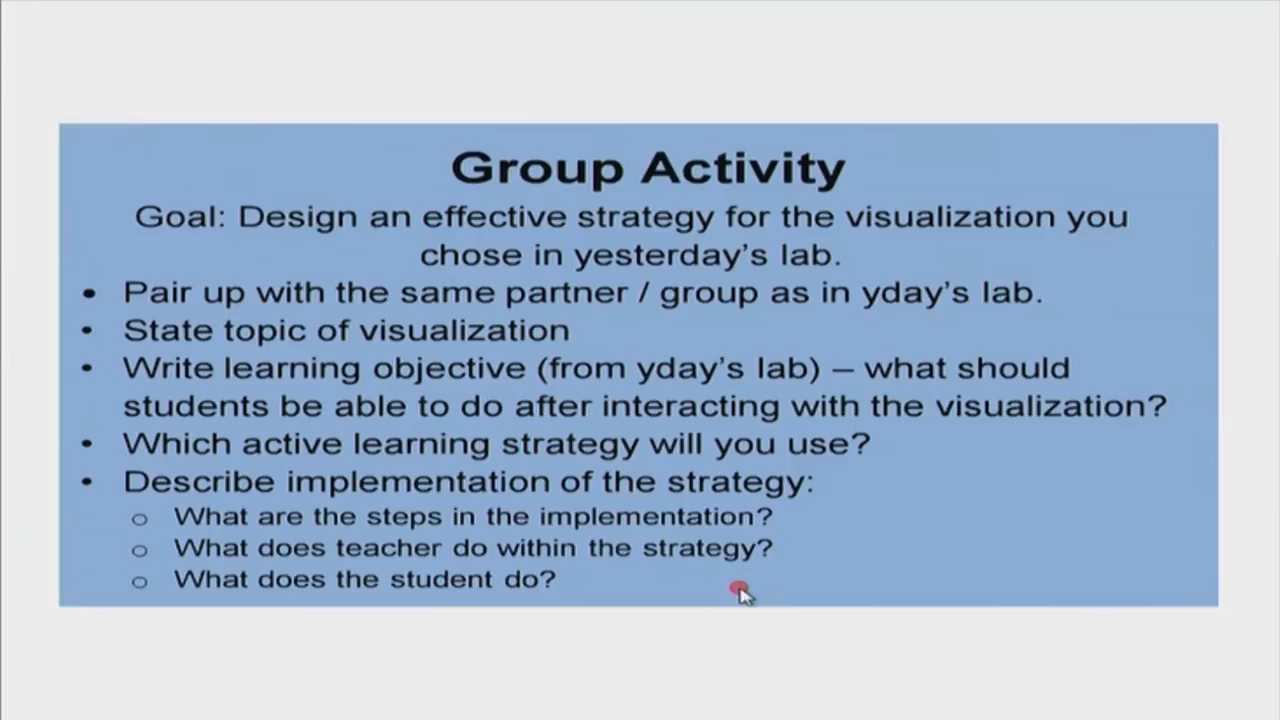 Group Activity
Goal: Design an effective strategy for the visualization you
chose in yesterday's lab.
• Pair up with the same partner / group as in yday's lab.
• State topic of visualization
• Write learning objective (from yday's lab) – what should
students be able to do after interacting with the visualization?
• Which active learning strategy will you use?
• Describe implementation of the strategy:
o What are the steps in the implementation?
o What does teacher do within the strategy?
o What does the student do?